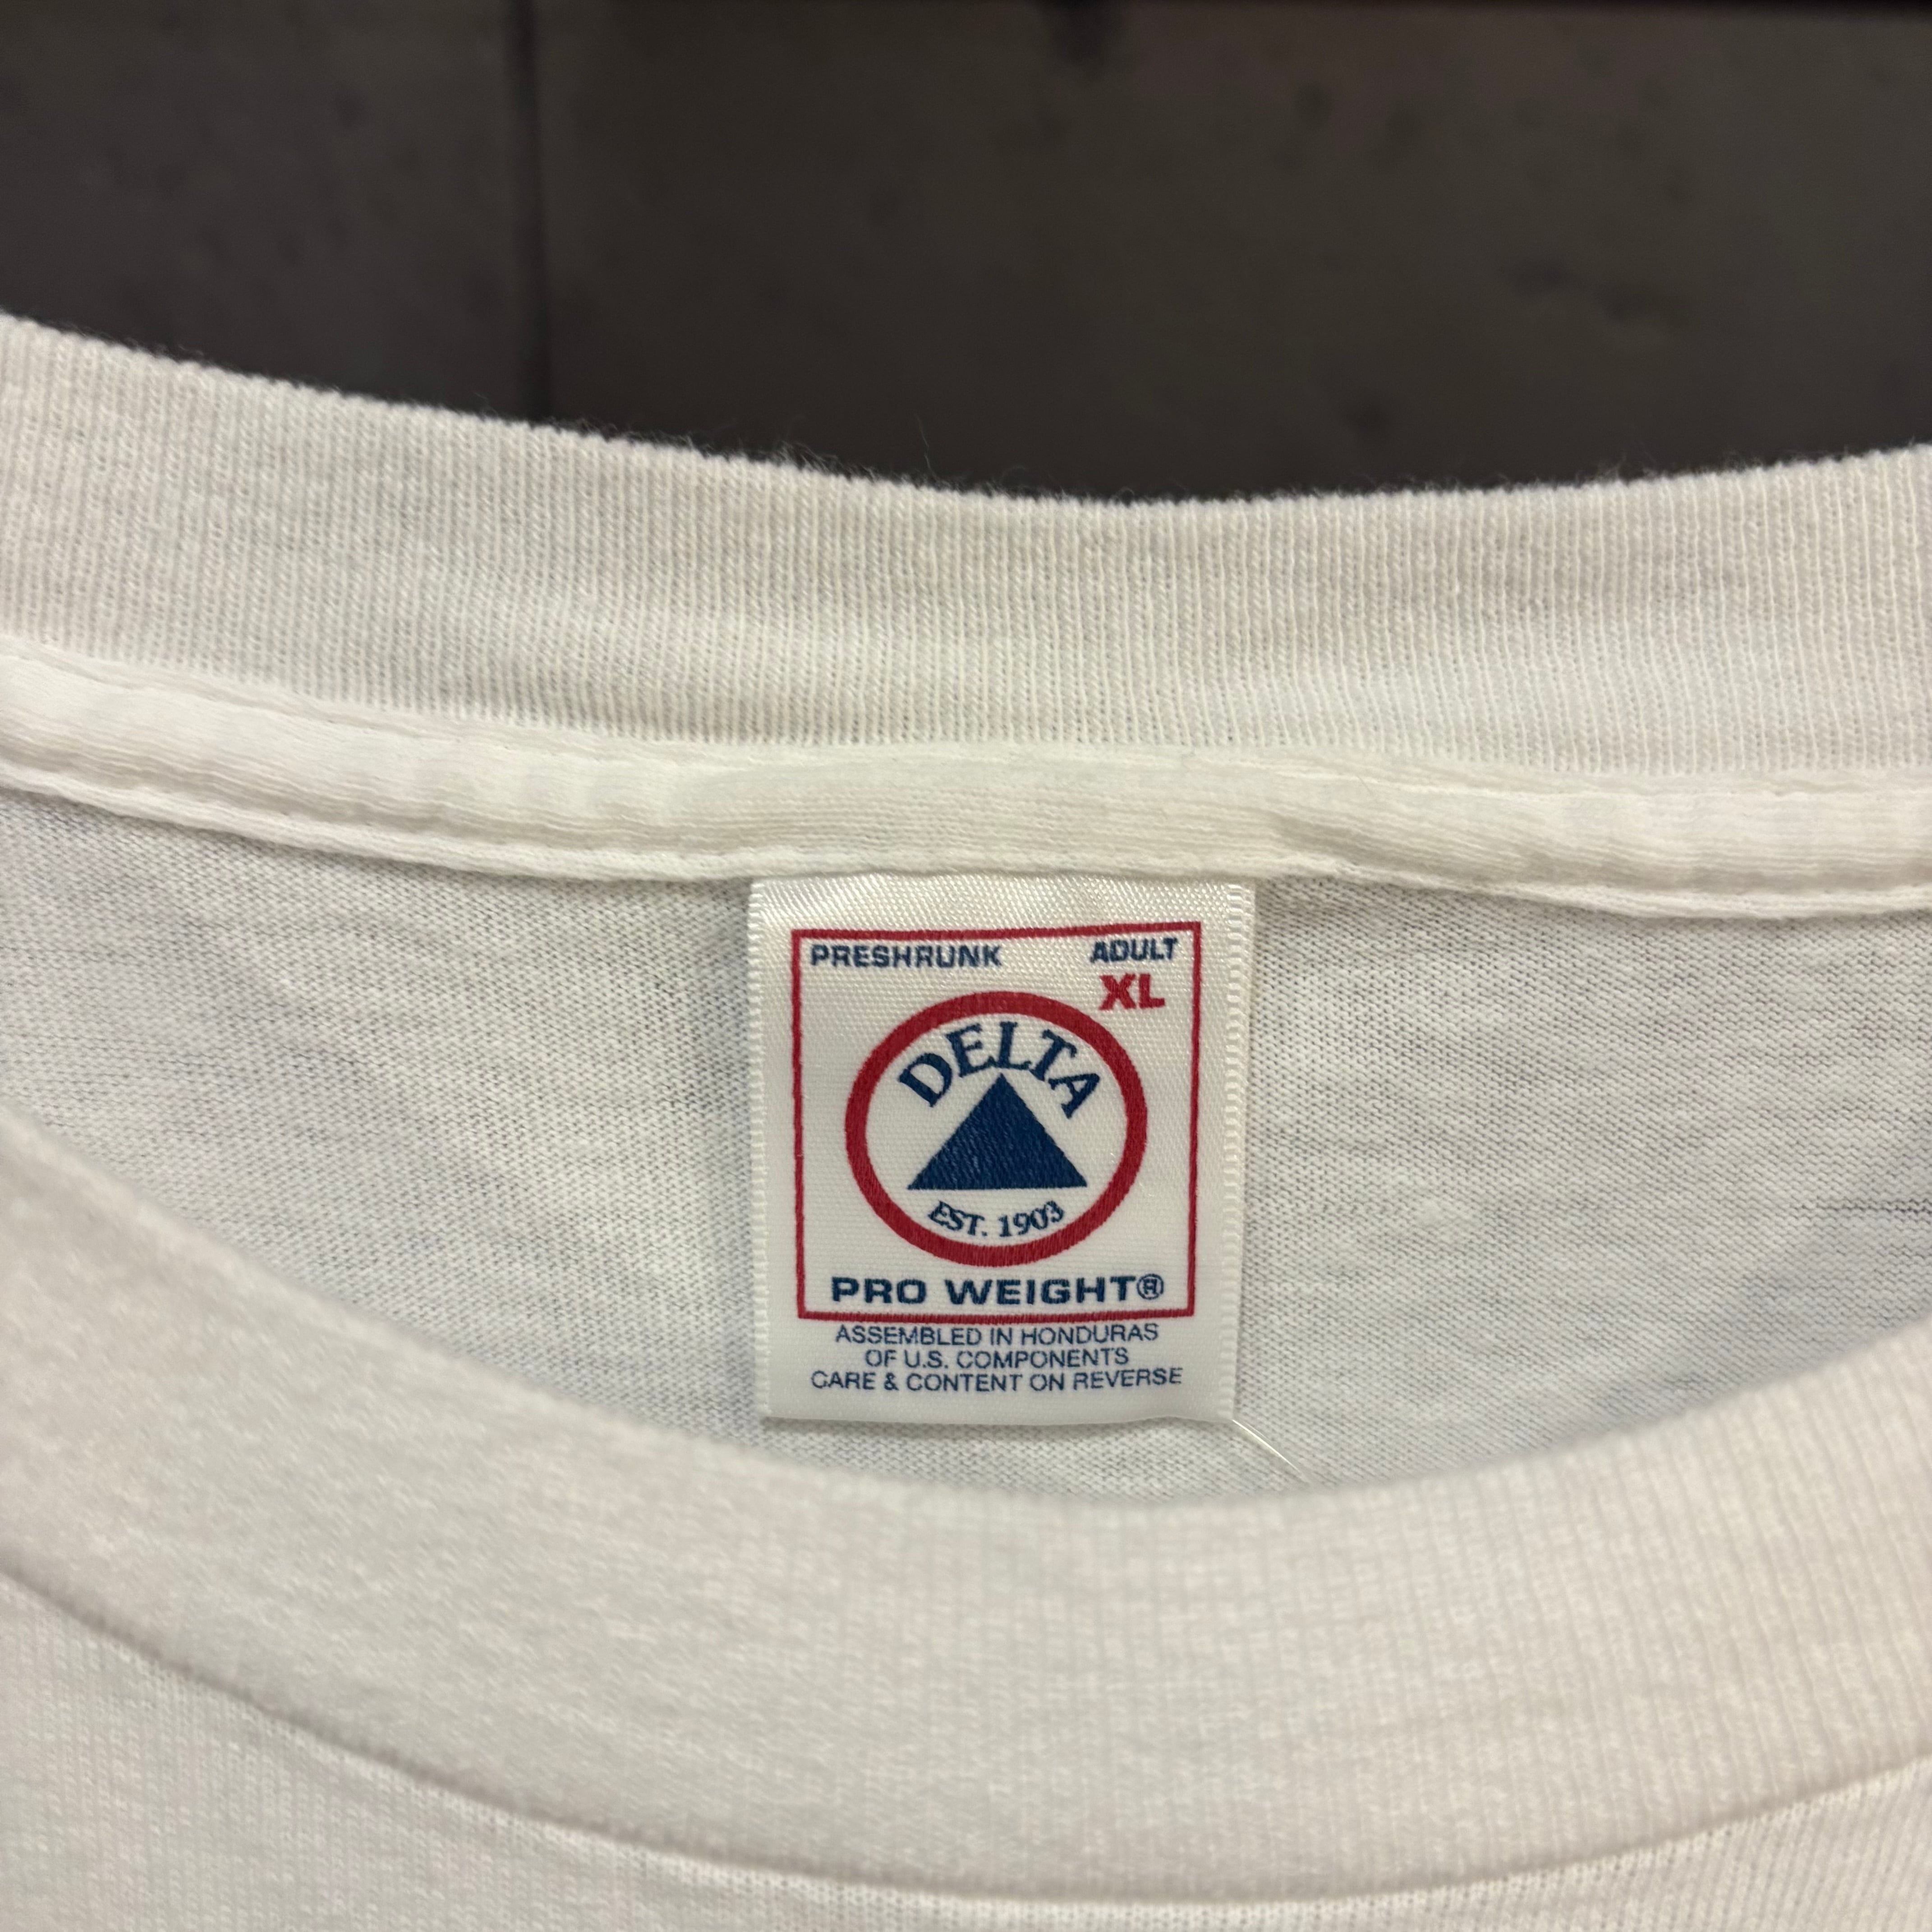 PRESHRUNK ADULT
XL
DELTA
EST. 1903
PRO WEIGHT®
ASSEMBLED IN HONDURAS
OF U.S. COMPONENTS
CARE & CONTENT ON REVERSE